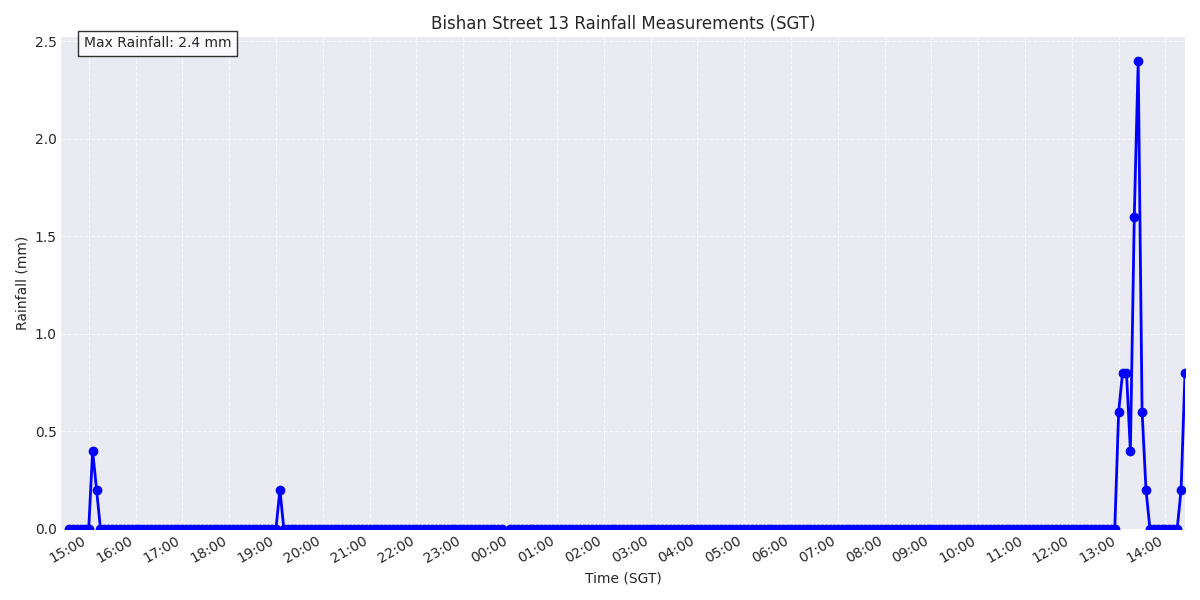 Bishan Street 13 Rainfall Measurements (SGT)
Max Rainfall: 2.4 mm
2.5
2.0
1.5
1.0
0.5
0.0
Rainfall (mm)
15:00 16:00 17:00 18:00 19:00 20:00 21:00 22:00 23:00 00:00 01:00 02:00 03:00 04:00 05:00 06:00 07:00 08:00 09:00 10:00 11:00 12:00 13:00 14:00
Time (SGT)